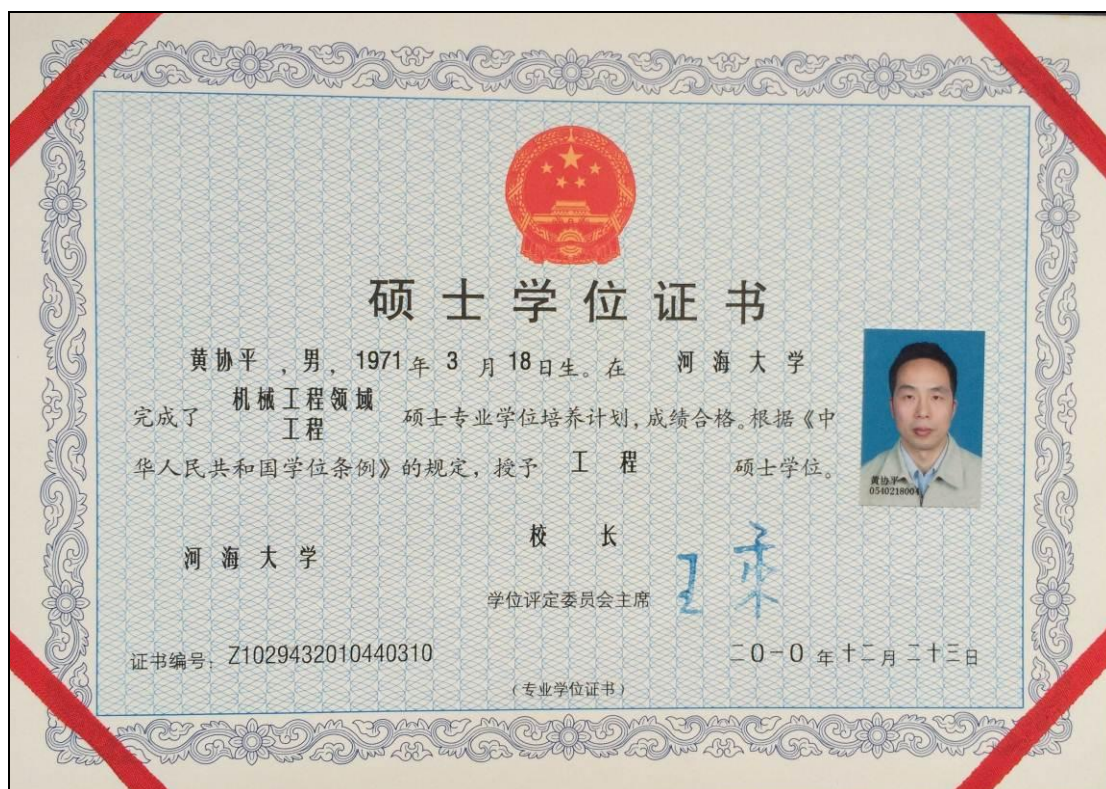 硕士学位证书
黄协平，男，1971年3月18日生。在 河海大学
完成了 机械工程领域工程 硕士专业学位培养计划，成绩合格。根据《中
华人民共和国学位条例》的规定，授予 工程 硕士学位。
黄协平
0540218004
河海大学
校长
学位评定委员会主席
证书编号：Z1029432010440310
二0一0年十二月二十三日
（专业学位证书）